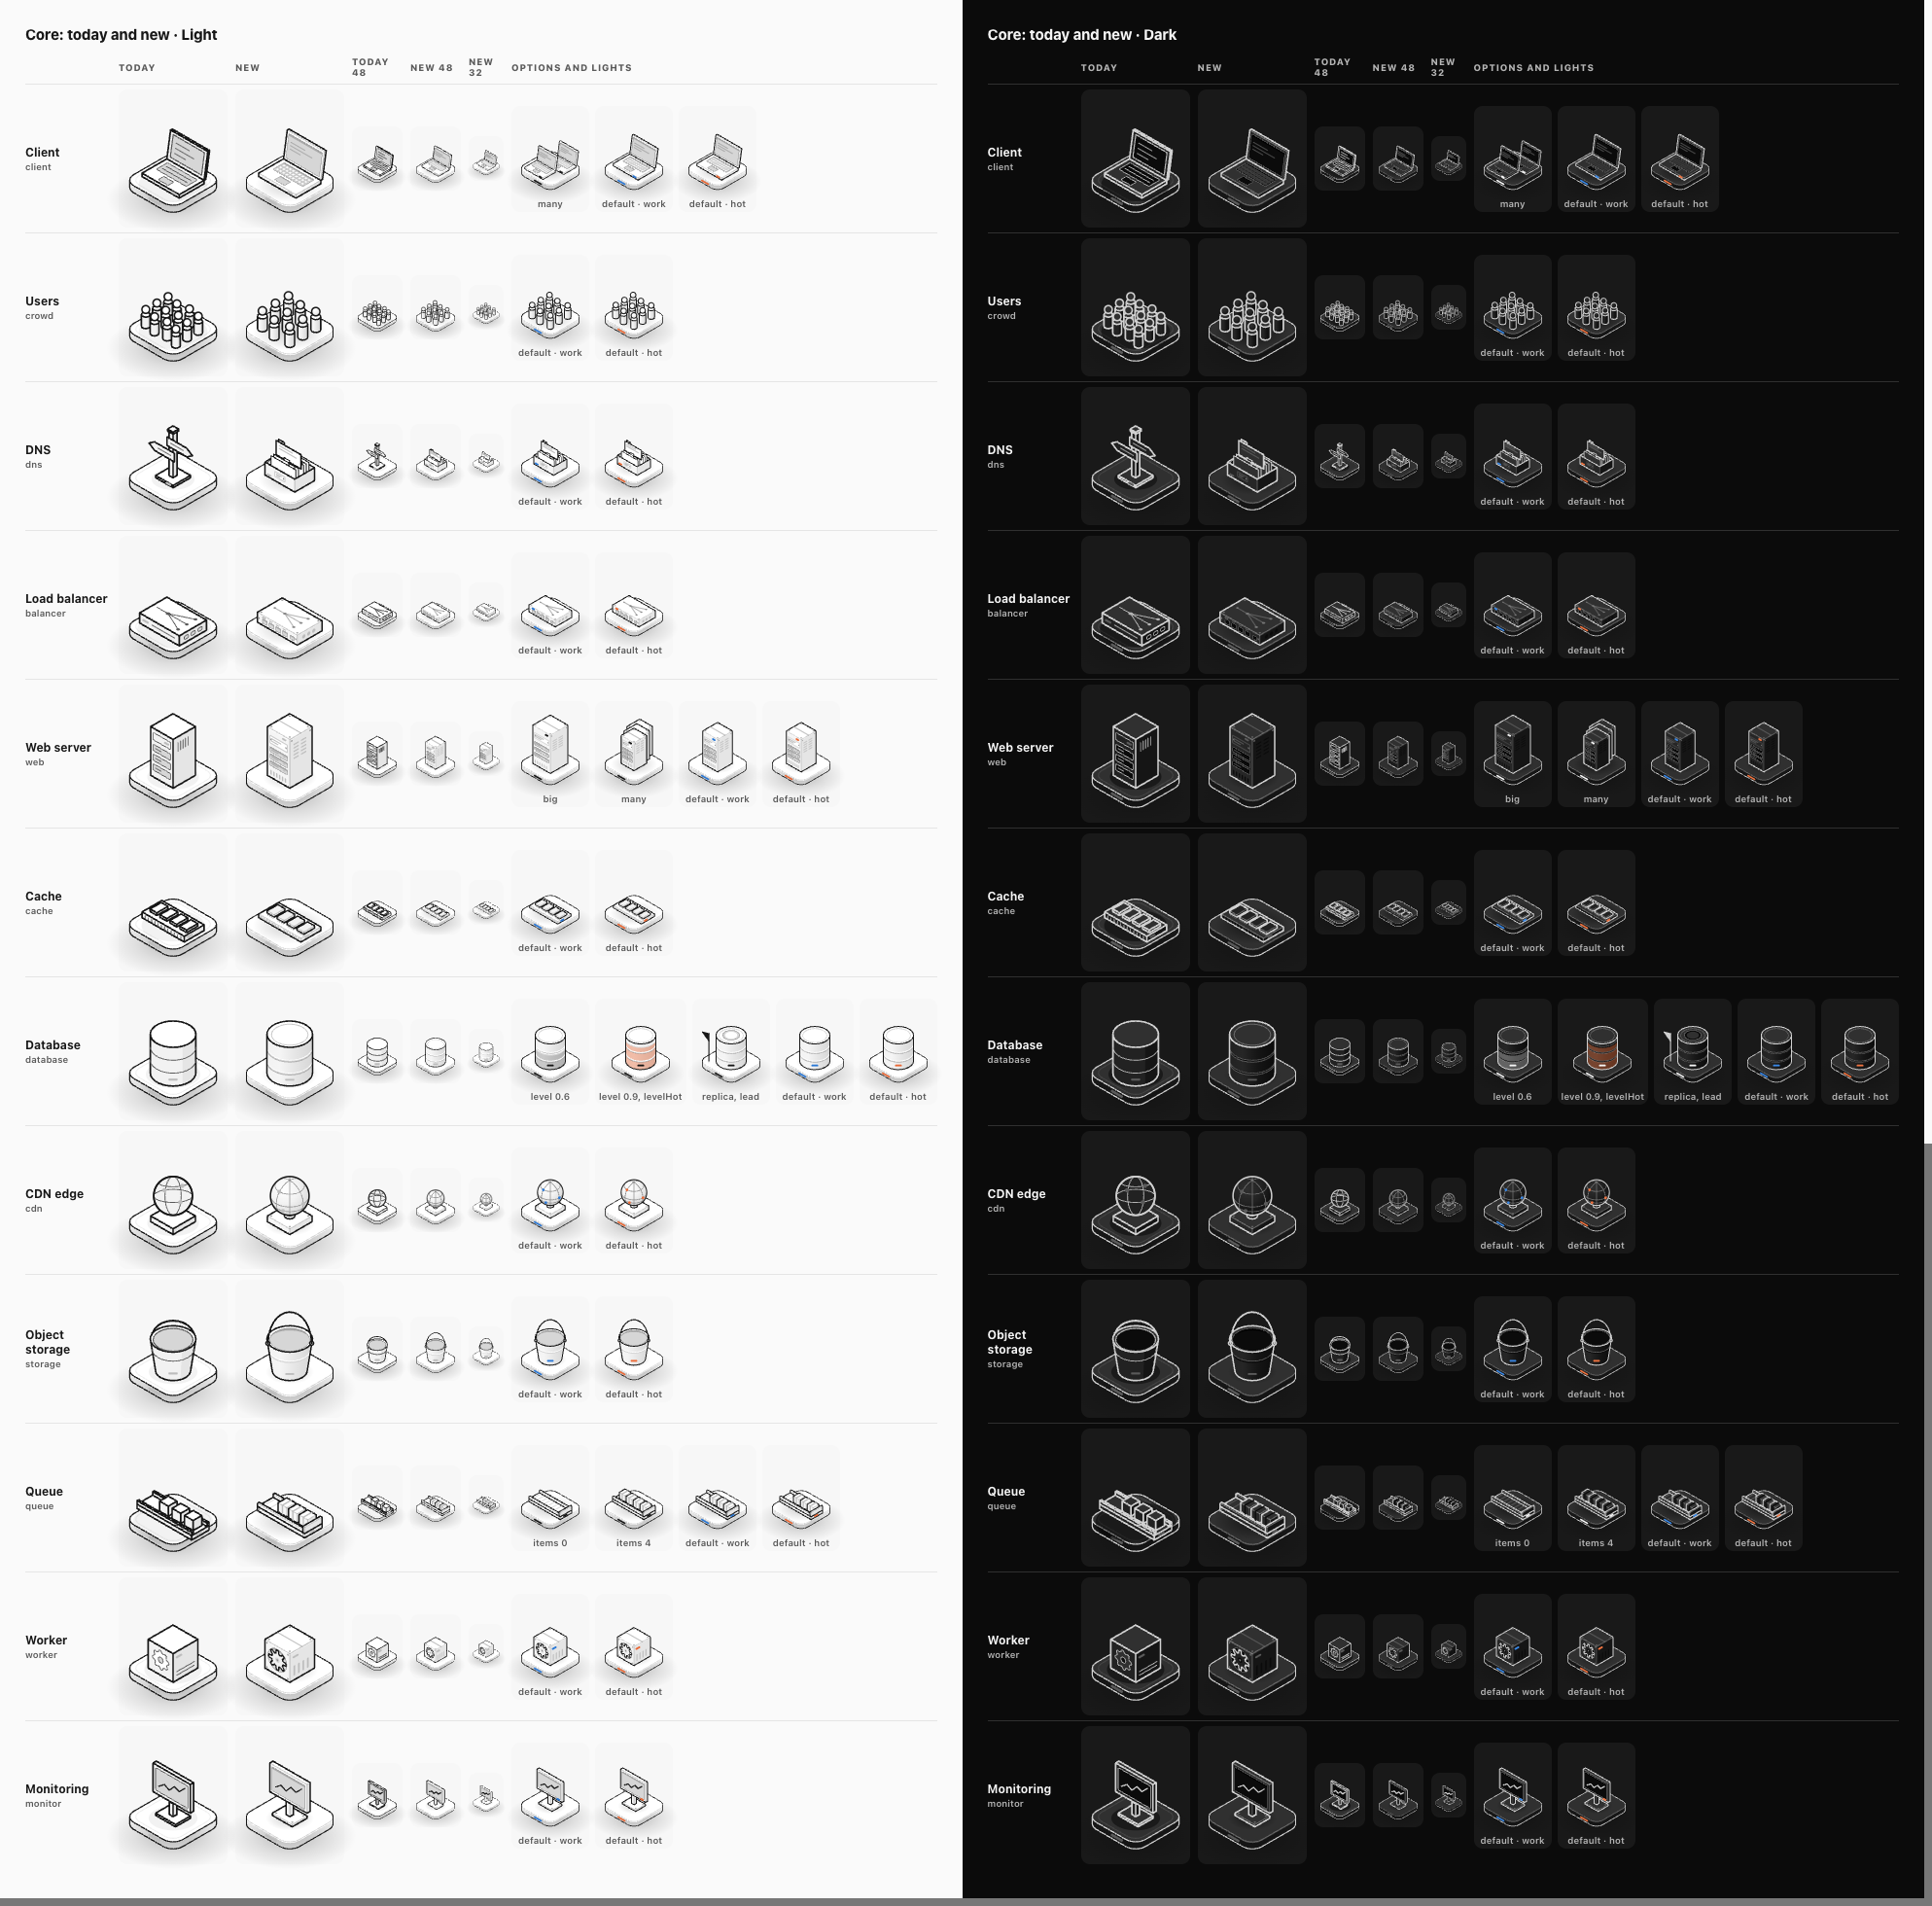 Core: today and new · Light
TODAY
NEW
TODAY 48
NEW 48
NEW 32
OPTIONS AND LIGHTS
Client
client
many
default · work
default · hot
Users
crowd
default · work
default · hot
DNS
dns
default · work
default · hot
Load balancer
balancer
default · work
default · hot
Web server
web
big
many
default · work
default · hot
Cache
cache
default · work
default · hot
Database
database
level 0.6
level 0.9, levelHot
replica, lead
default · work
default · hot
CDN edge
cdn
default · work
default · hot
Object
storage
storage
default · work
default · hot
Queue
queue
items 0
items 4
default · work
default · hot
Worker
worker
default · work
default · hot
Monitoring
monitor
default · work
default · hot
Core: today and new · Dark
TODAY
NEW
TODAY 48
NEW 48
NEW 32
OPTIONS AND LIGHTS
Client
client
many
default · work
default · hot
Users
crowd
default · work
default · hot
DNS
dns
default · work
default · hot
Load balancer
balancer
default · work
default · hot
Web server
web
big
many
default · work
default · hot
Cache
cache
default · work
default · hot
Database
database
level 0.6
level 0.9, levelHot
replica, lead
default · work
default · hot
CDN edge
cdn
default · work
default · hot
Object
storage
storage
default · work
default · hot
Queue
queue
items 0
items 4
default · work
default · hot
Worker
worker
default · work
default · hot
Monitoring
monitor
default · work
default · hot